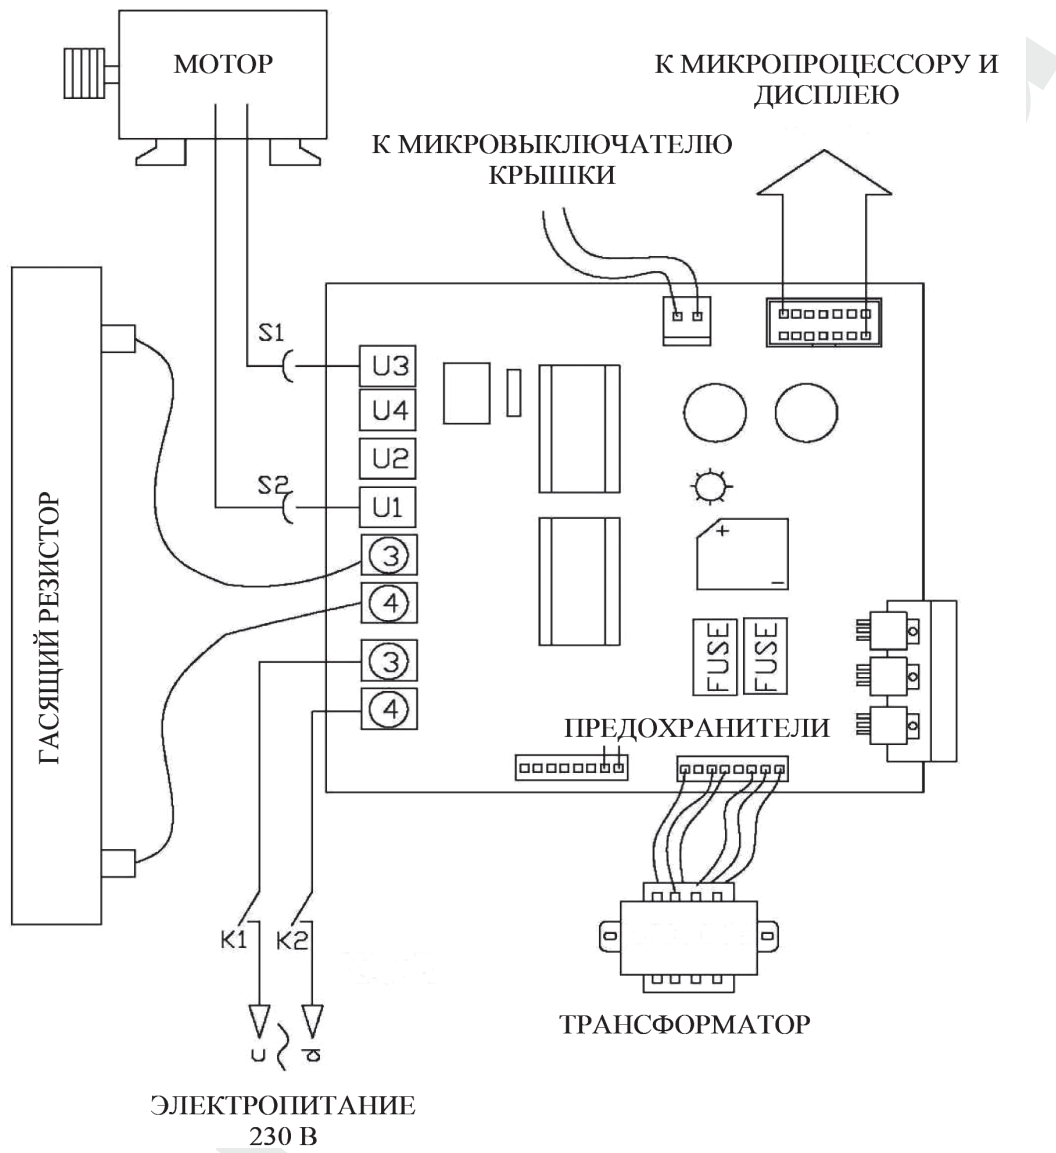 МОТОР
К МИКРОПРОЦЕССОРУ И
ДИСПЛЕЮ
К МИКРОВЫКЛЮЧАТЕЛЮ
КРЫШКИ
S1
U3
U4
U2
S2
U1
3
4
3
4
ГАСЯЩИЙ РЕЗИСТОР
+
−
FUSE
FUSE
ПРЕДОХРАНИТЕЛИ
K1
K2
ТРАНСФОРМАТОР
ЭЛЕКТРОПИТАНИЕ
230 В